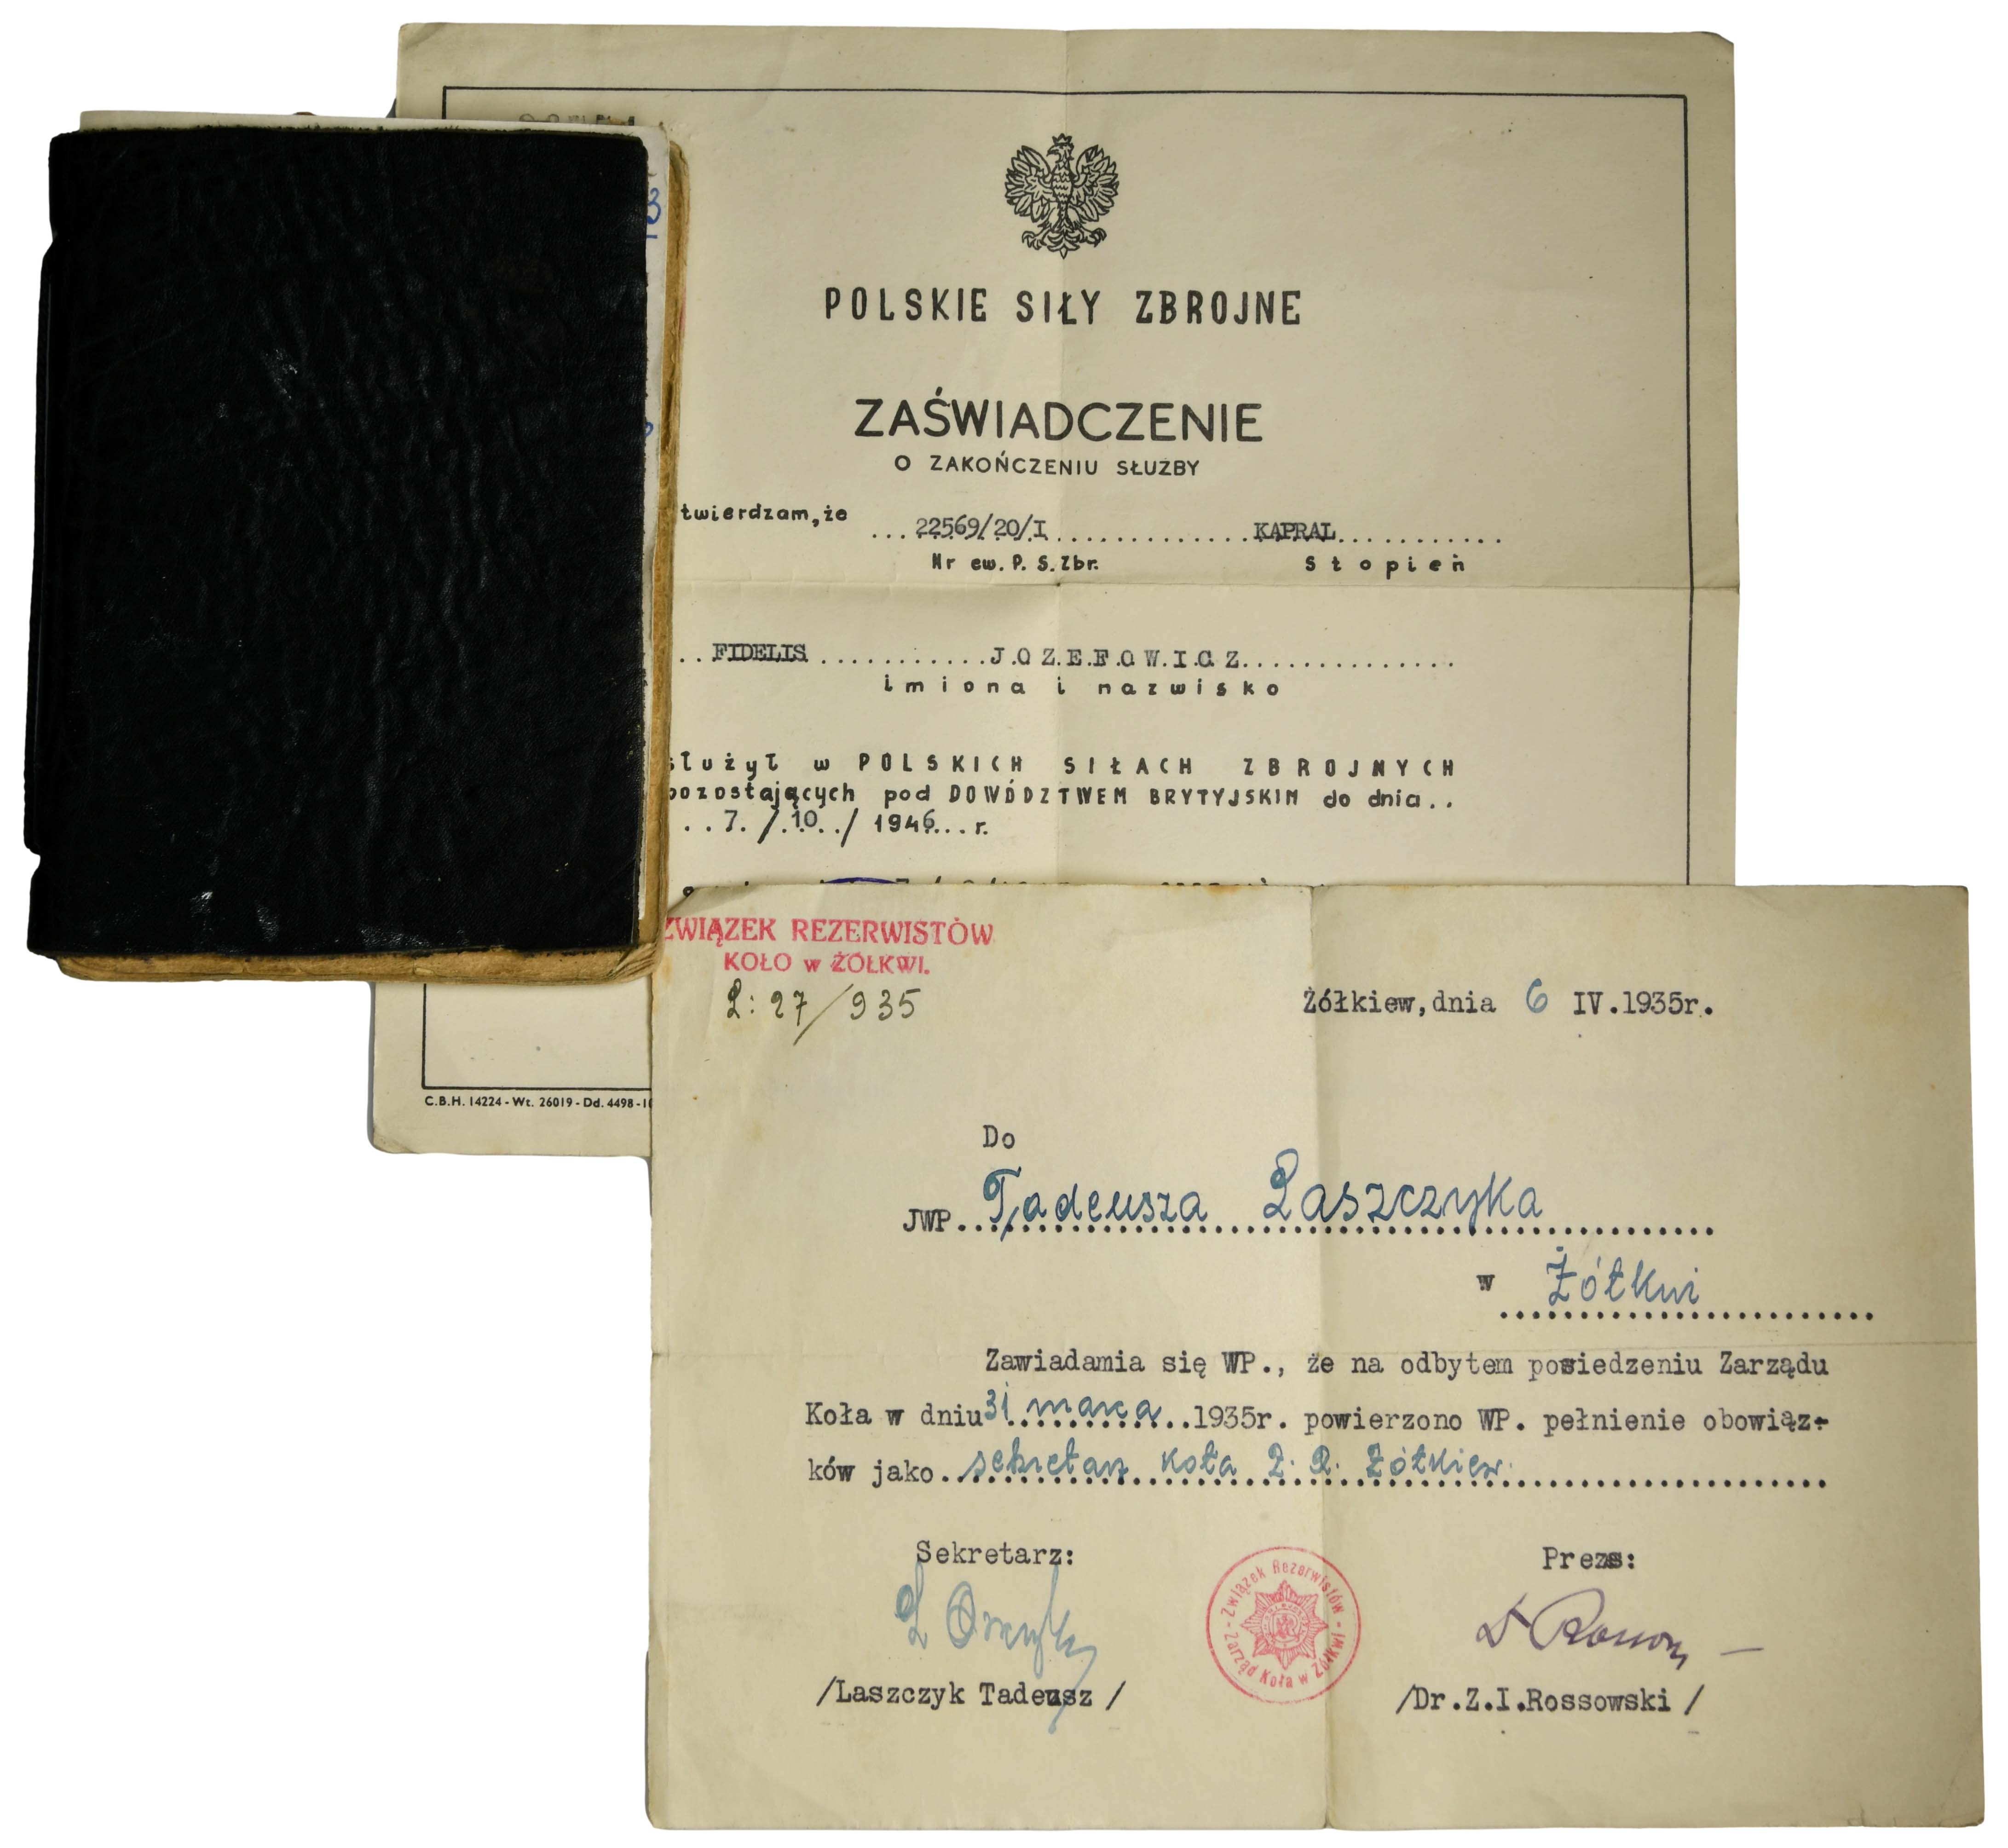 POLSKIE SIŁY ZBROJNE
ZAŚWIADCZENIE
O ZAKOŃCZENIU SŁUŻBY
twierdzam, że
...22569/20/I..............KAPRAL...........
Nr ew. P. S. Zbr. Stopień
..FIDELIS...........J.O.Z.E.F.O.W.I.C.Z...............
imiona i nazwisko
służył w POLSKICH SIŁACH ZBROJNYCH
pozostających pod DOWÓDZTWEM BRYTYJSKIM do dnia..
..7. /.10../ 1946...r.
C.B.H. 14224 - Wt. 26019 - Dd. 4498 -
ZWIĄZEK REZERWISTÓW
KOŁO w ŻÓŁKWI.
L: 27/935
Żółkiew, dnia 6 IV.1935r.
Do
JWP..Tadeusza Laszczyka
w Żółkwi
Zawiadamia się WP., że na odbytem posiedzeniu Zarządu
Koła w dniu 31 marca..1935r. powierzono WP. pełnienie obowiąz-
ków jako..sekretarz koła Z. R. Żółkiew.
Sekretarz: Prezes:
Związek Rezerwistów - Zarząd Koła w Żółkwi -
/Laszczyk Tadeusz / /Dr.Z.I.Rossowski /